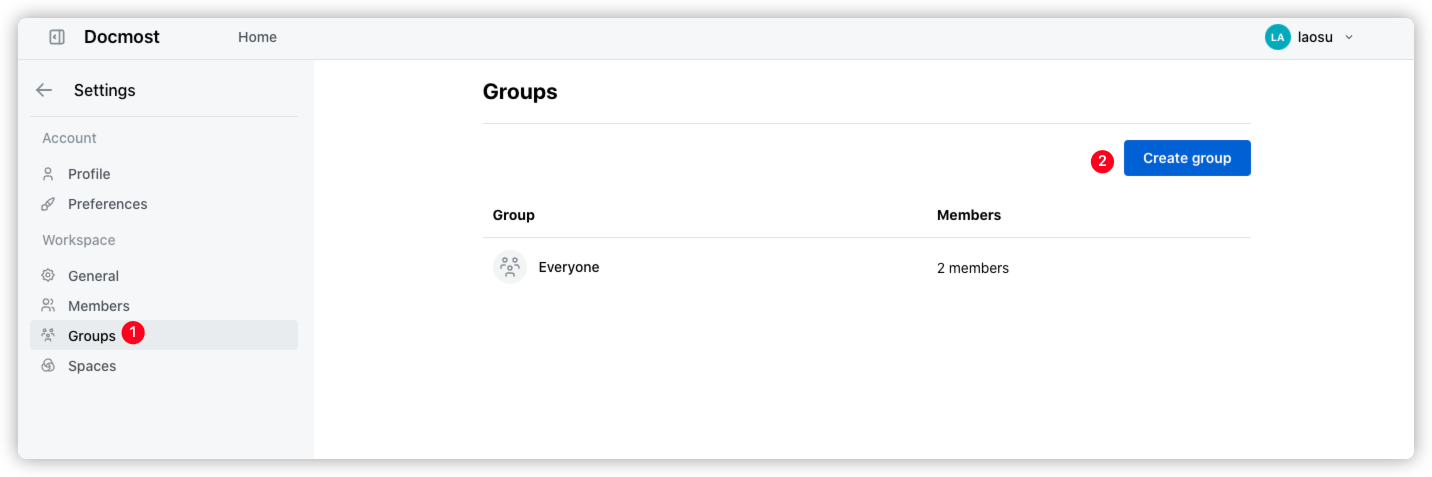 Docmost Home LA laosu
Settings
Groups
Account
Profile
Preferences
Workspace
General
Members
Groups 1
Spaces
2 Create group
Group Members
Everyone 2 members